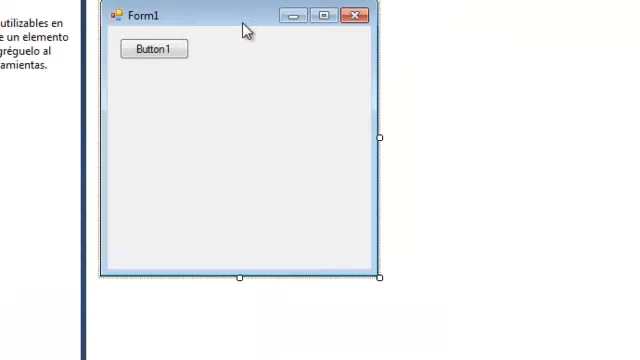 utilizables en
e un elemento
gréguelo al
amientas.
Form1
Button1